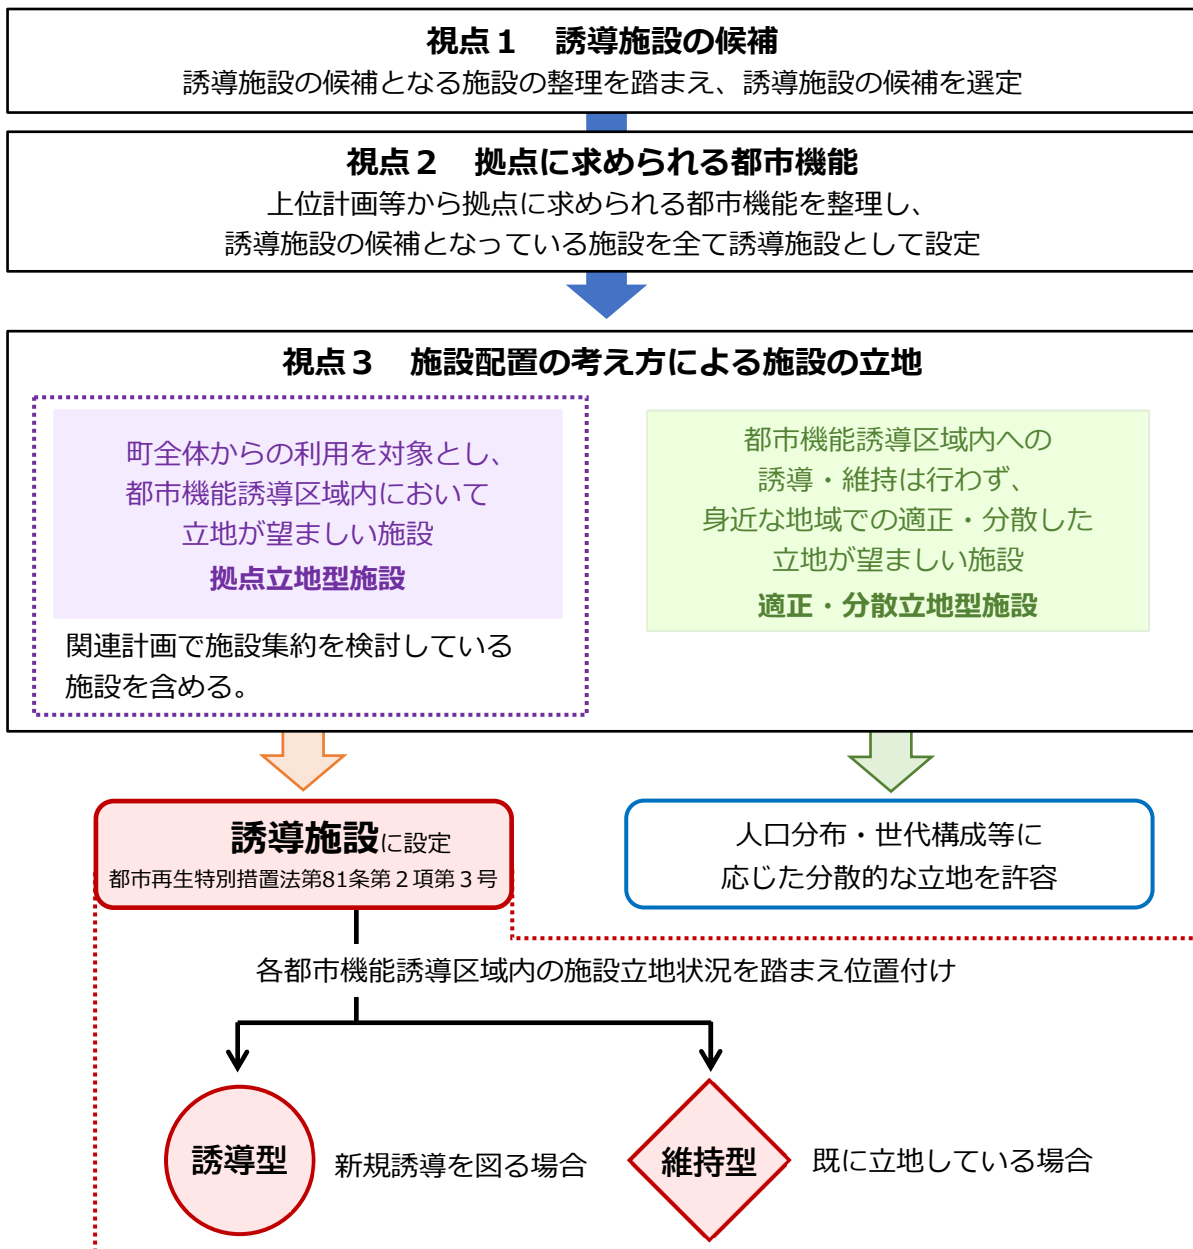 視点１　誘導施設の候補
誘導施設の候補となる施設の整理を踏まえ、誘導施設の候補を選定
視点２　拠点に求められる都市機能
上位計画等から拠点に求められる都市機能を整理し、
誘導施設の候補となっている施設を全て誘導施設として設定
視点３　施設配置の考え方による施設の立地
町全体からの利用を対象とし、
都市機能誘導区域内において
立地が望ましい施設
拠点立地型施設
関連計画で施設集約を検討している
施設を含める。
都市機能誘導区域内への
誘導・維持は行わず、
身近な地域での適正・分散した
立地が望ましい施設
適正・分散立地型施設
誘導施設に設定
都市再生特別措置法第81条第２項第３号
人口分布・世代構成等に
応じた分散的な立地を許容
各都市機能誘導区域内の施設立地状況を踏まえ位置付け
誘導型
新規誘導を図る場合
維持型
既に立地している場合